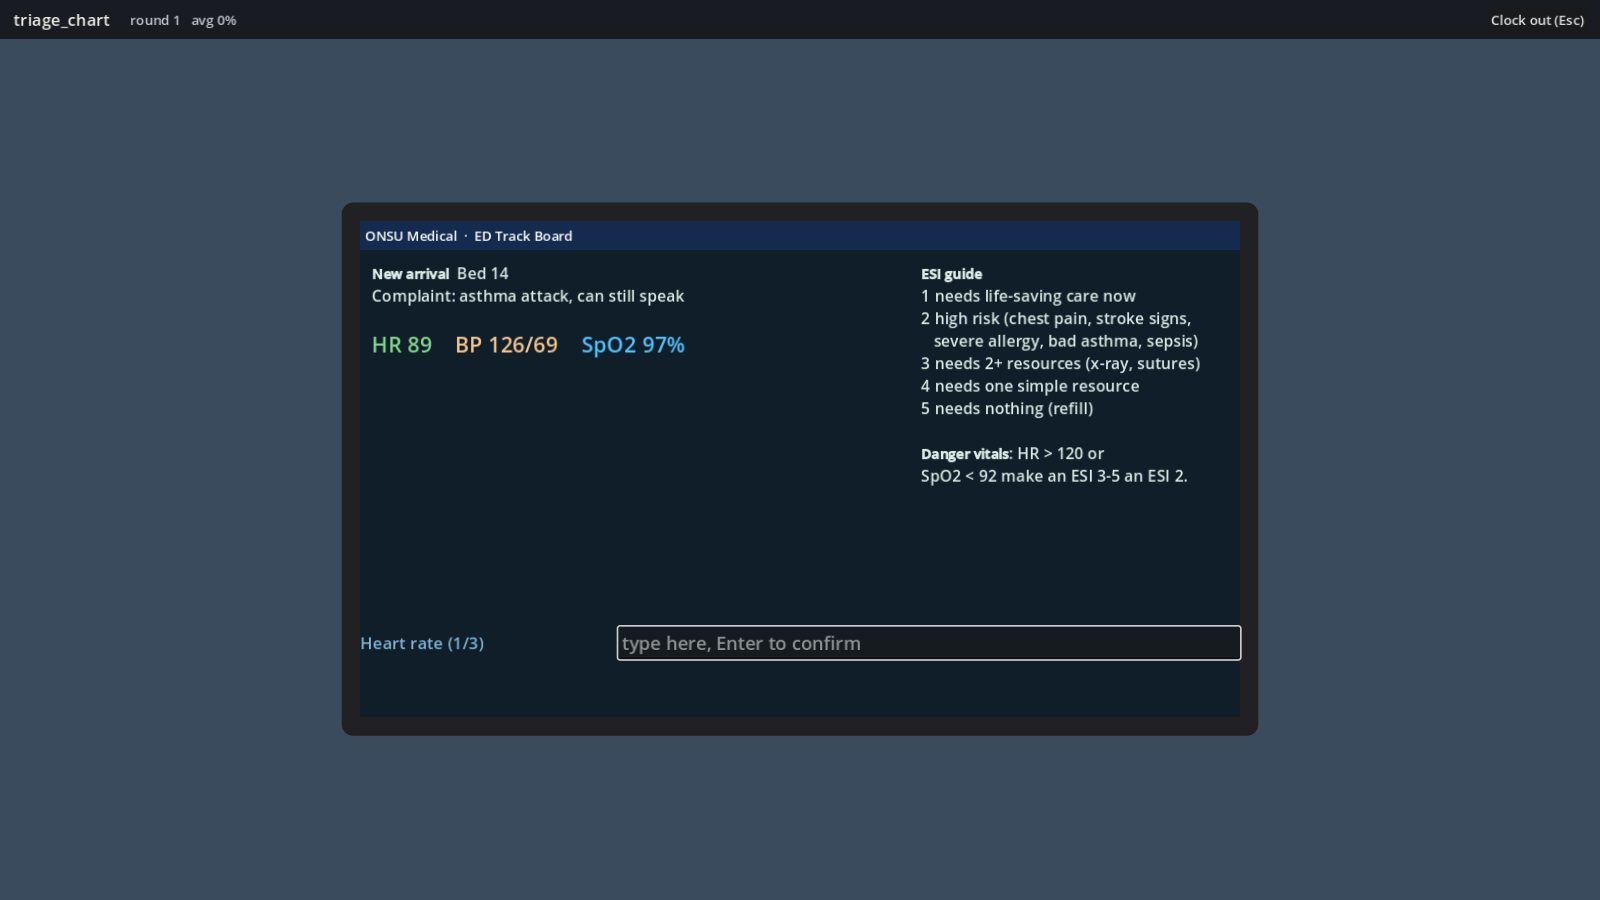 triage_chart round 1 avg 0% Clock out (Esc)
ONSU Medical · ED Track Board
New arrival Bed 14
Complaint: asthma attack, can still speak
HR 89 BP 126/69 SpO2 97%
ESI guide
1 needs life-saving care now
2 high risk (chest pain, stroke signs,
severe allergy, bad asthma, sepsis)
3 needs 2+ resources (x-ray, sutures)
4 needs one simple resource
5 needs nothing (refill)
Danger vitals: HR > 120 or
SpO2 < 92 make an ESI 3-5 an ESI 2.
Heart rate (1/3) type here, Enter to confirm